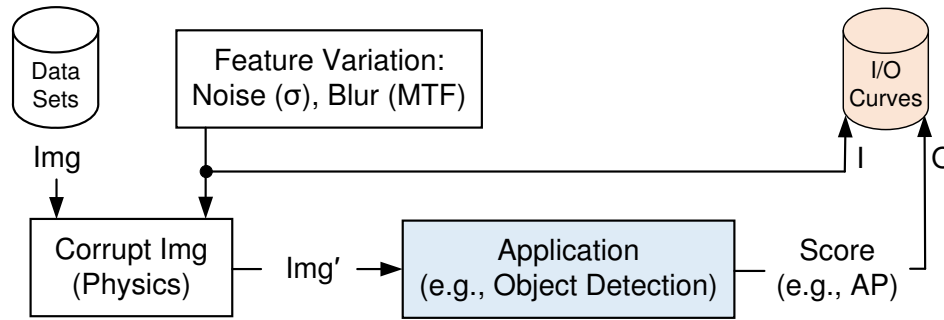 Data
Sets
Feature Variation:
Noise (σ), Blur (MTF)
I/O
Curves
Img
I
O
Corrupt Img
(Physics)
Img′
Application
(e.g., Object Detection)
Score
(e.g., AP)